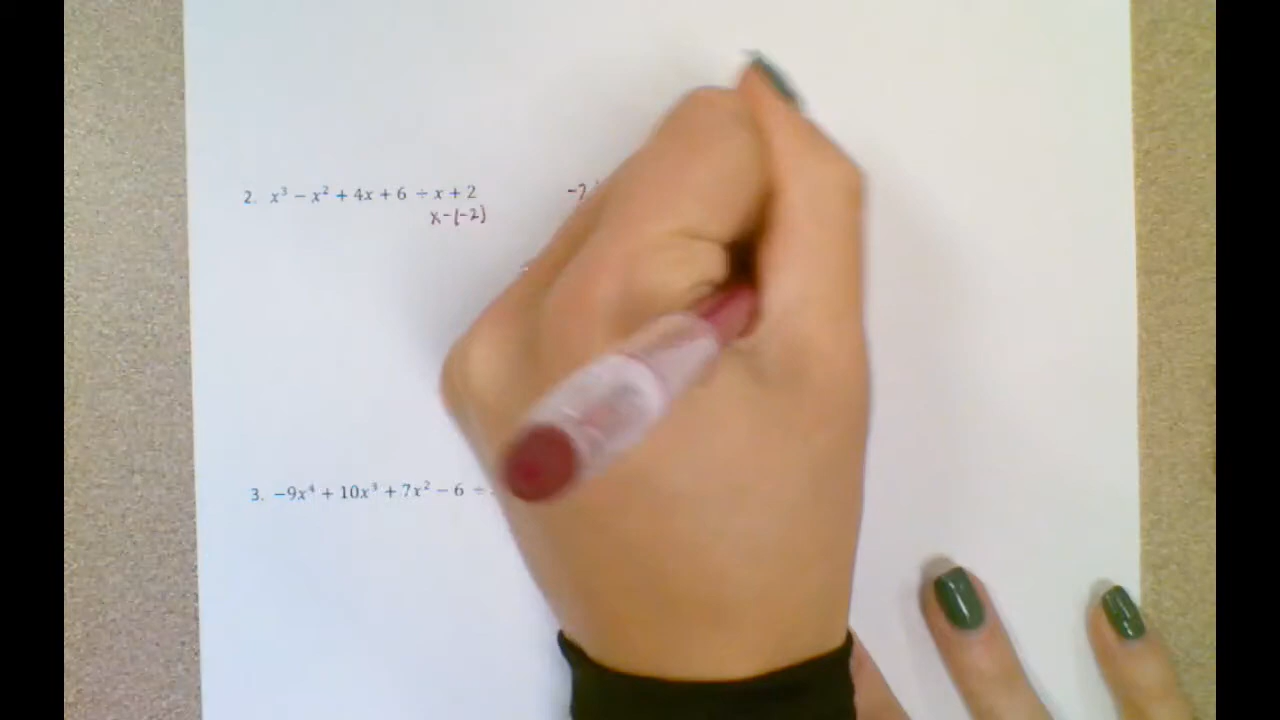 2. x³ − x² + 4x + 6 ÷ x + 2
x-(-2)
-2
3. −9x⁴ + 10x³ + 7x² − 6 ÷